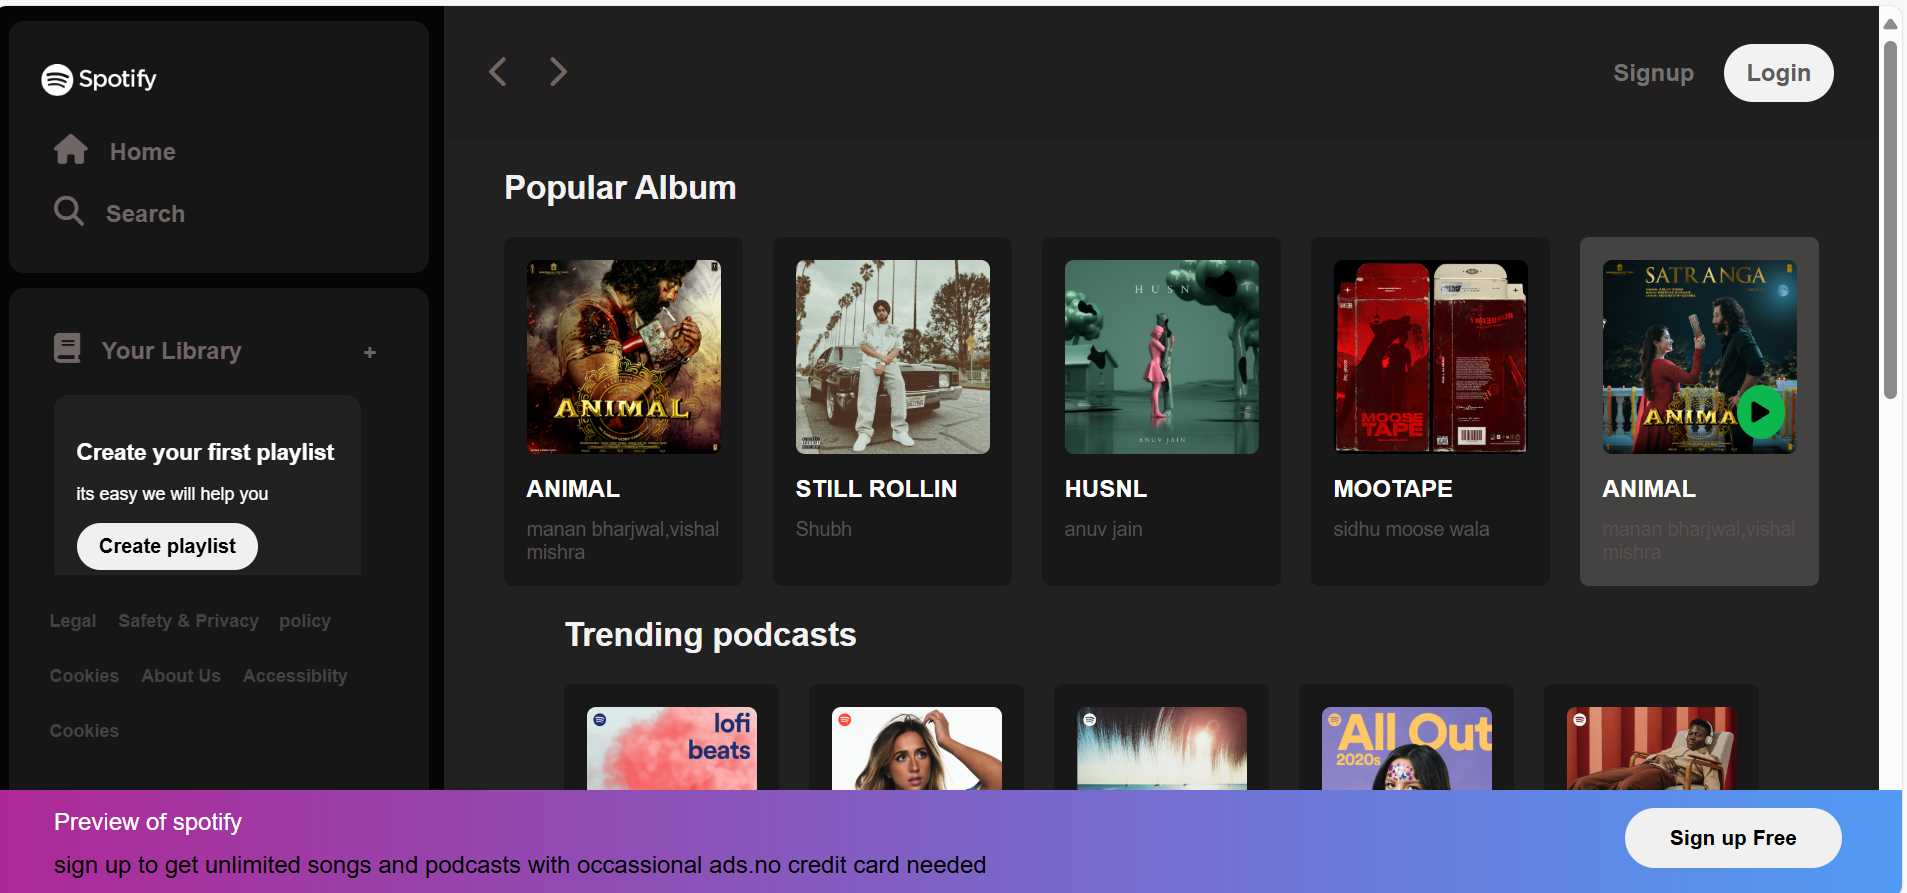 Spotify
Home
Search
Your Library
+
Create your first playlist
its easy we will help you
Create playlist
Legal Safety & Privacy policy
Cookies About Us Accessiblity
Cookies
Signup
Login
Popular Album
ANIMAL
ANIMAL
manan bharjwal,vishal
mishra
STILL ROLLIN
Shubh
HUSN
ANUV JAIN
HUSNL
anuv jain
MOOSE
TAPE
MOOTAPE
sidhu moose wala
SATRANGA
ANIMA
ANIMAL
manan bharjwal,vishal
mishra
Trending podcasts
lofi
beats
All Out
2020s
Preview of spotify
sign up to get unlimited songs and podcasts with occassional ads.no credit card needed
Sign up Free